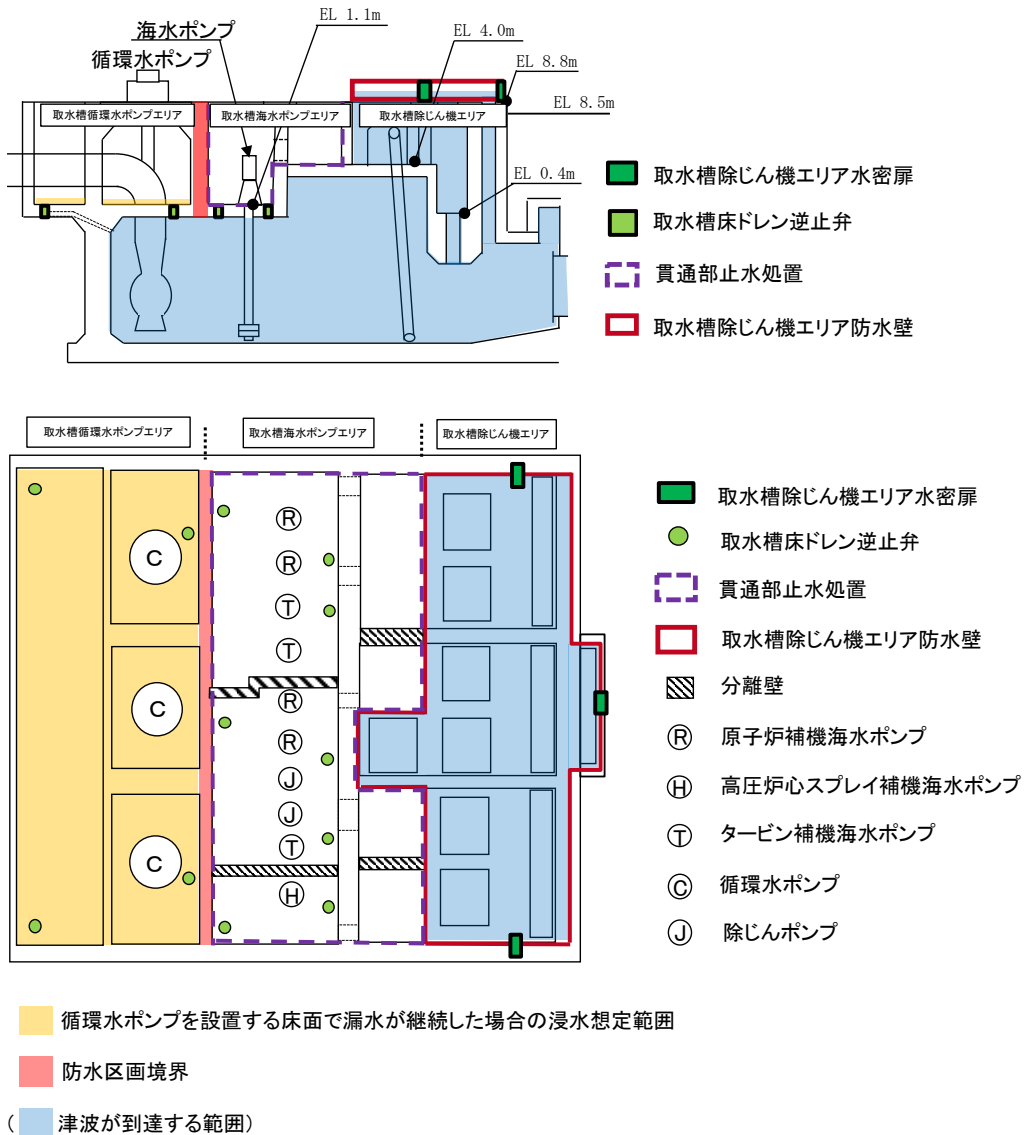 EL 1.1m
海水ポンプ
循環水ポンプ
EL 4.0m
EL 8.8m
EL 8.5m
取水槽循環水ポンプエリア
取水槽海水ポンプエリア
取水槽除じん機エリア
EL 0.4m
取水槽除じん機エリア水密扉
取水槽床ドレン逆止弁
貫通部止水処置
取水槽除じん機エリア防水壁
取水槽循環水ポンプエリア
取水槽海水ポンプエリア
取水槽除じん機エリア
C
C
C
R
R
T
T
R
R
J
J
T
H
取水槽除じん機エリア水密扉
取水槽床ドレン逆止弁
貫通部止水処置
取水槽除じん機エリア防水壁
分離壁
R 原子炉補機海水ポンプ
H 高圧炉心スプレイ補機海水ポンプ
T タービン補機海水ポンプ
C 循環水ポンプ
J 除じんポンプ
循環水ポンプを設置する床面で漏水が継続した場合の浸水想定範囲
防水区画境界
( 津波が到達する範囲)